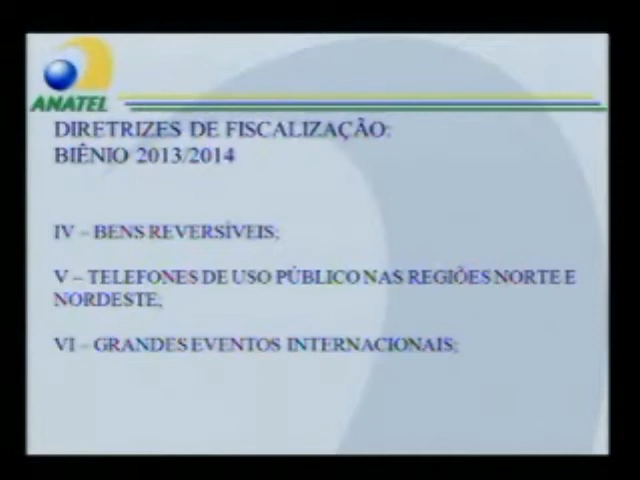 ANATEL
DIRETRIZES DE FISCALIZAÇÃO:
BIÊNIO 2013/2014
IV – BENS REVERSÍVEIS;
V – TELEFONES DE USO PÚBLICO NAS REGIÕES NORTE E
NORDESTE;
VI – GRANDES EVENTOS INTERNACIONAIS;